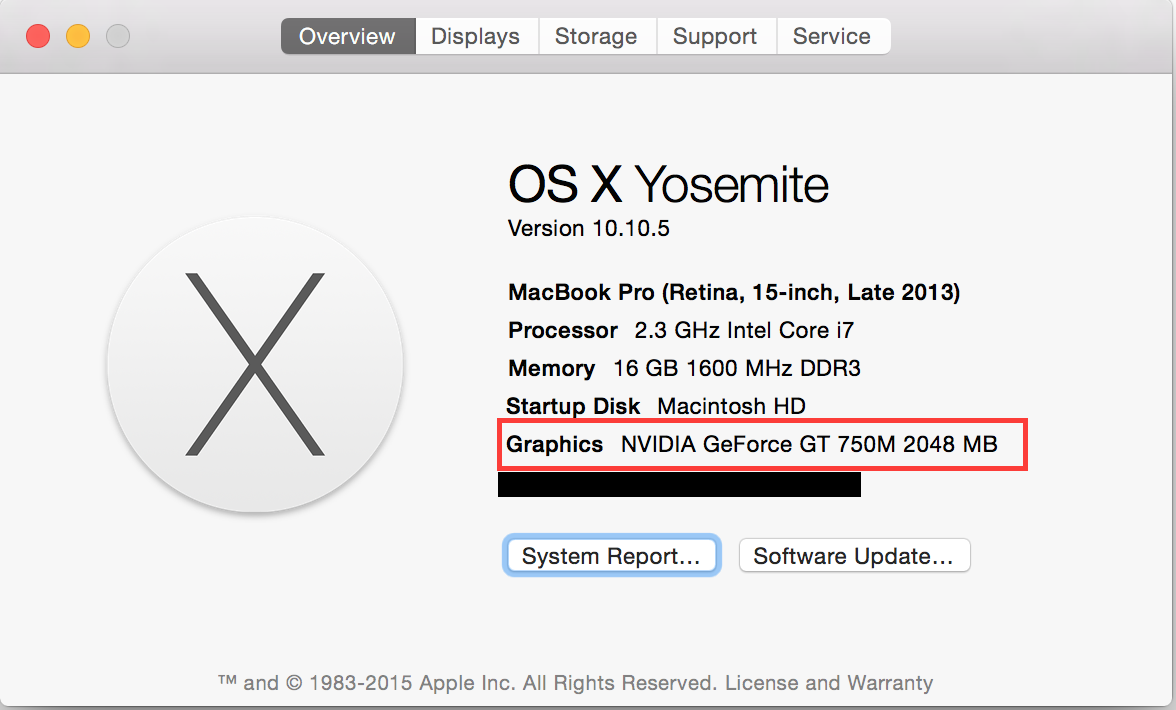 Overview Displays Storage Support Service
OS X Yosemite
Version 10.10.5
MacBook Pro (Retina, 15-inch, Late 2013)
Processor 2.3 GHz Intel Core i7
Memory 16 GB 1600 MHz DDR3
Startup Disk Macintosh HD
Graphics NVIDIA GeForce GT 750M 2048 MB
System Report... Software Update...
™ and © 1983-2015 Apple Inc. All Rights Reserved. License and Warranty